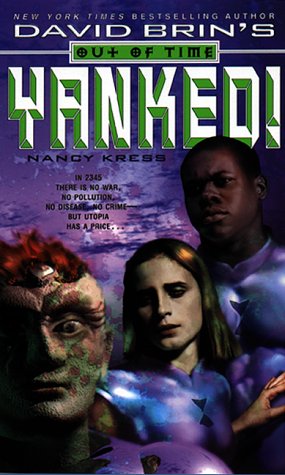 NEW YORK TIMES BESTSELLING AUTHOR
DAVID BRIN'S
OUT OF TIME
YANKED!
NANCY KRESS
IN 2345
THERE IS NO WAR,
NO POLLUTION,
NO DISEASE, NO CRIME—
BUT UTOPIA
HAS A PRICE...